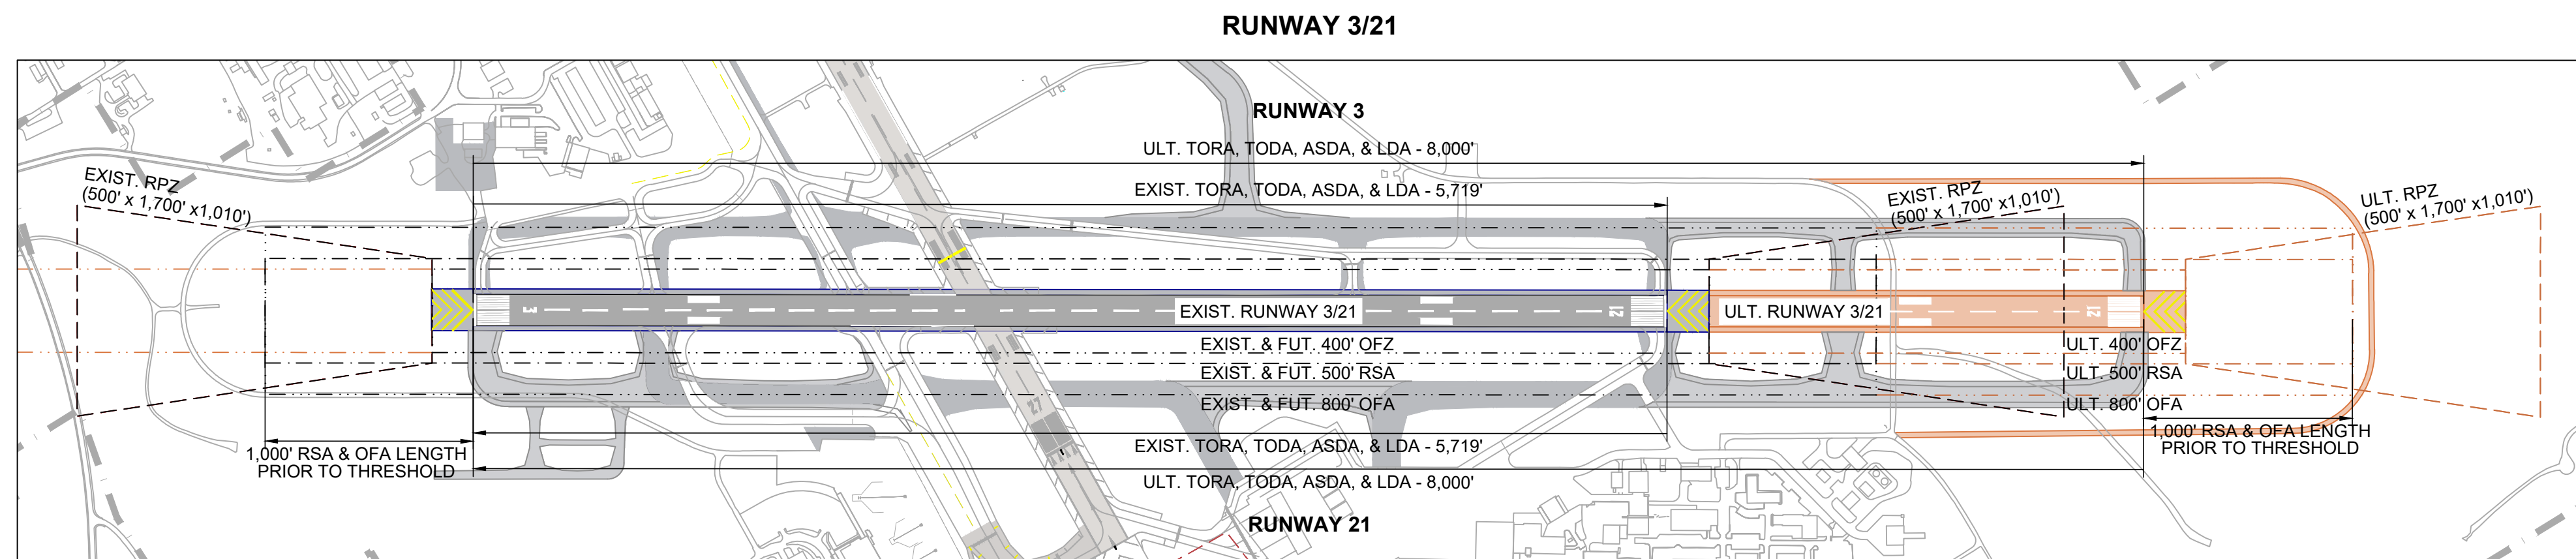 RUNWAY 3/21
RUNWAY 3
ULT. TORA, TODA, ASDA, & LDA - 8,000'
EXIST. TORA, TODA, ASDA, & LDA - 5,719'
EXIST. RPZ
(500' x 1,700' x1,010')
EXIST. RPZ
(500' x 1,700' x1,010')
ULT. RPZ
(500' x 1,700' x1,010')
3
EXIST. RUNWAY 3/21
21
ULT. RUNWAY 3/21
21
EXIST. & FUT. 400' OFZ
ULT. 400' OFZ
EXIST. & FUT. 500' RSA
ULT. 500' RSA
EXIST. & FUT. 800' OFA
ULT. 800' OFA
27
1,000' RSA & OFA LENGTH
PRIOR TO THRESHOLD
EXIST. TORA, TODA, ASDA, & LDA - 5,719'
1,000' RSA & OFA LENGTH
PRIOR TO THRESHOLD
ULT. TORA, TODA, ASDA, & LDA - 8,000'
RUNWAY 21